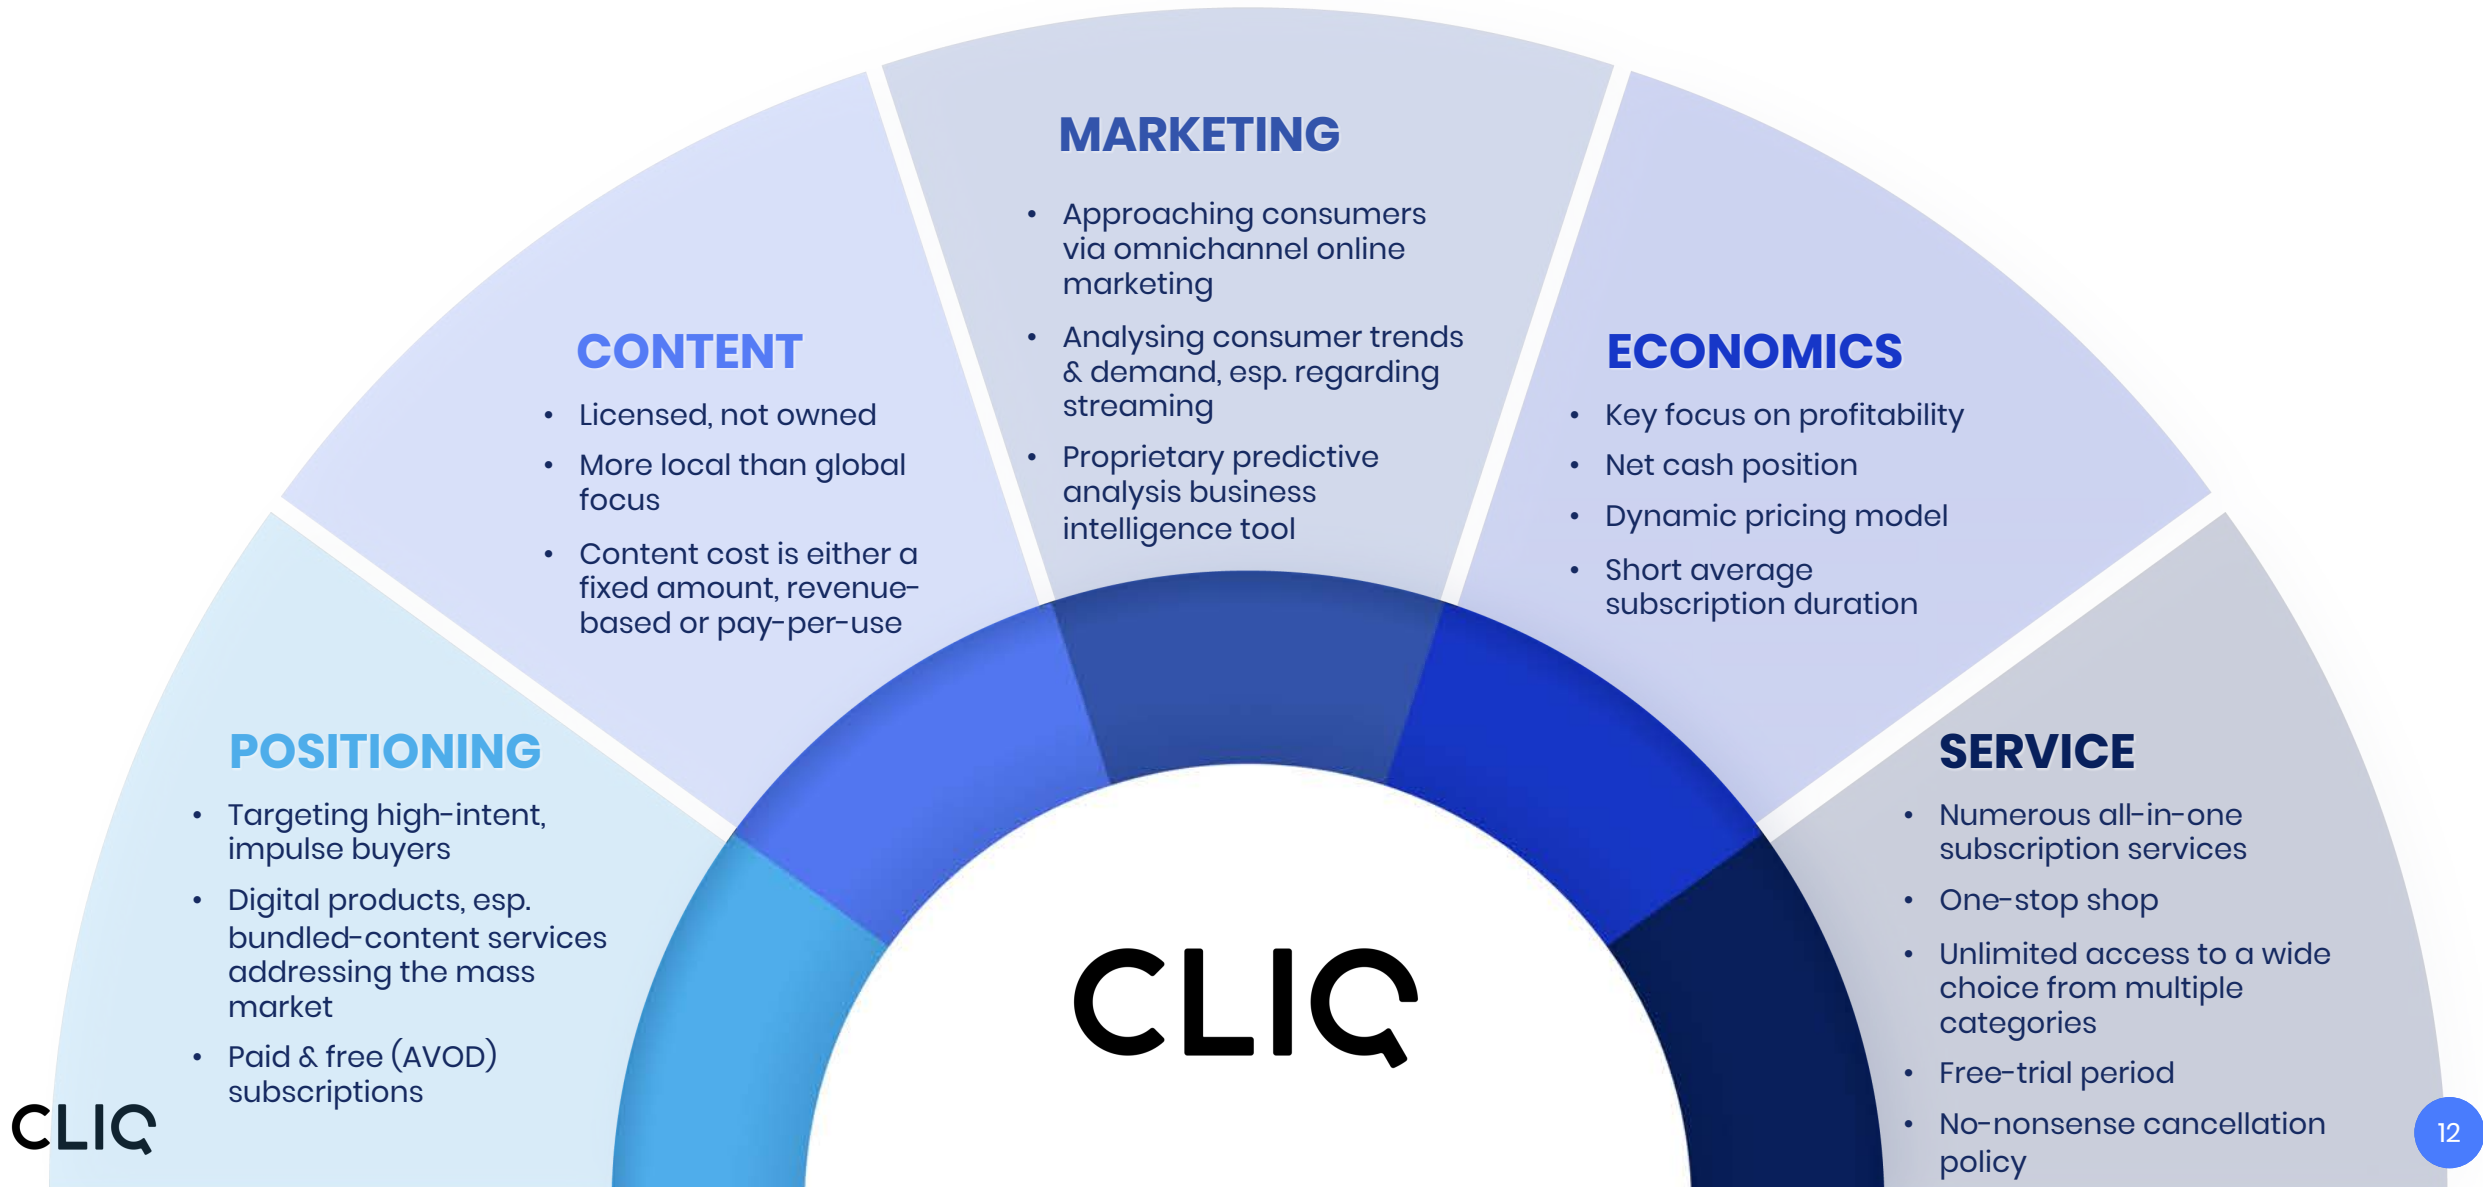 MARKETING
• Approaching consumers
via omnichannel online
marketing
• Analysing consumer trends
& demand, esp. regarding
streaming
• Proprietary predictive
analysis business
intelligence tool
CONTENT
• Licensed, not owned
• More local than global
focus
• Content cost is either a
fixed amount, revenue-
based or pay-per-use
ECONOMICS
• Key focus on profitability
• Net cash position
• Dynamic pricing model
• Short average
subscription duration
POSITIONING
• Targeting high-intent,
impulse buyers
• Digital products, esp.
bundled-content services
addressing the mass
market
• Paid & free (AVOD)
subscriptions
SERVICE
• Numerous all-in-one
subscription services
• One-stop shop
• Unlimited access to a wide
choice from multiple
categories
• Free-trial period
• No-nonsense cancellation
policy
CLIQ
CLIQ
12